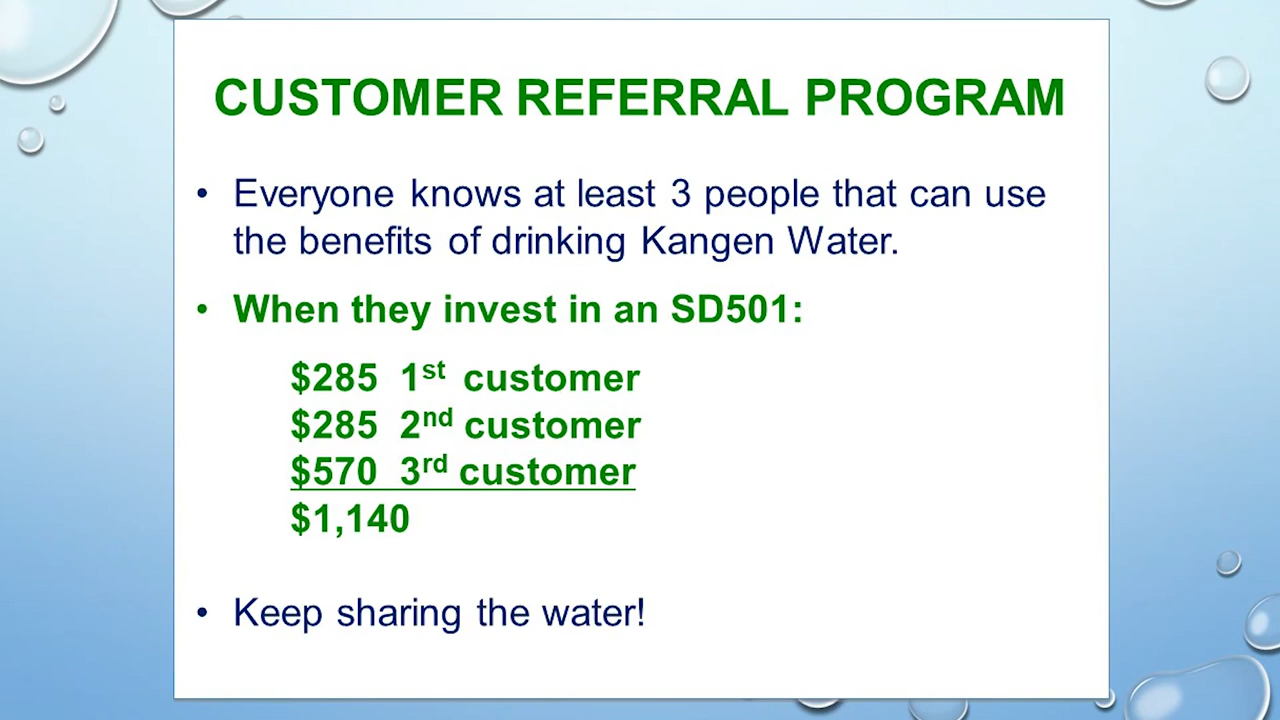 CUSTOMER REFERRAL PROGRAM
• Everyone knows at least 3 people that can use
the benefits of drinking Kangen Water.
• When they invest in an SD501:
$285 1st customer
$285 2nd customer
$570 3rd customer
$1,140
• Keep sharing the water!